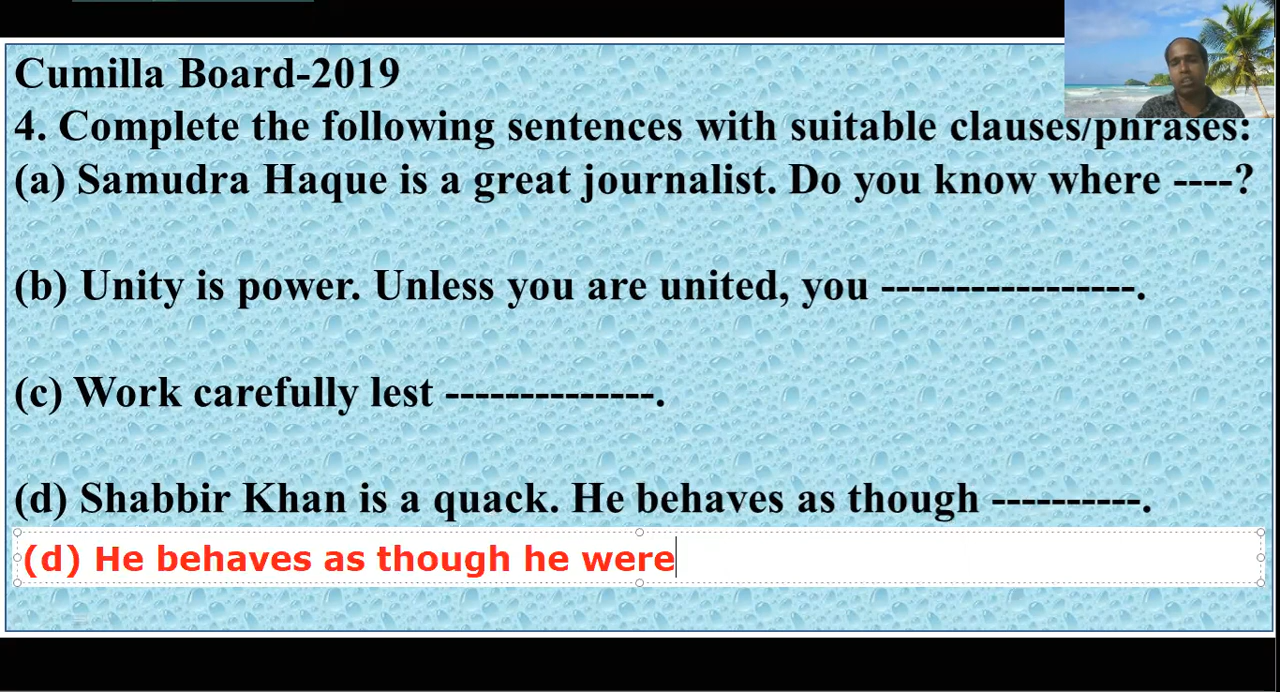 Cumilla Board-2019
4. Complete the following sentences with suitable clauses/phrases:
(a) Samudra Haque is a great journalist. Do you know where ----?
(b) Unity is power. Unless you are united, you -----------------.
(c) Work carefully lest --------------.
(d) Shabbir Khan is a quack. He behaves as though ----------.
(d) He behaves as though he were